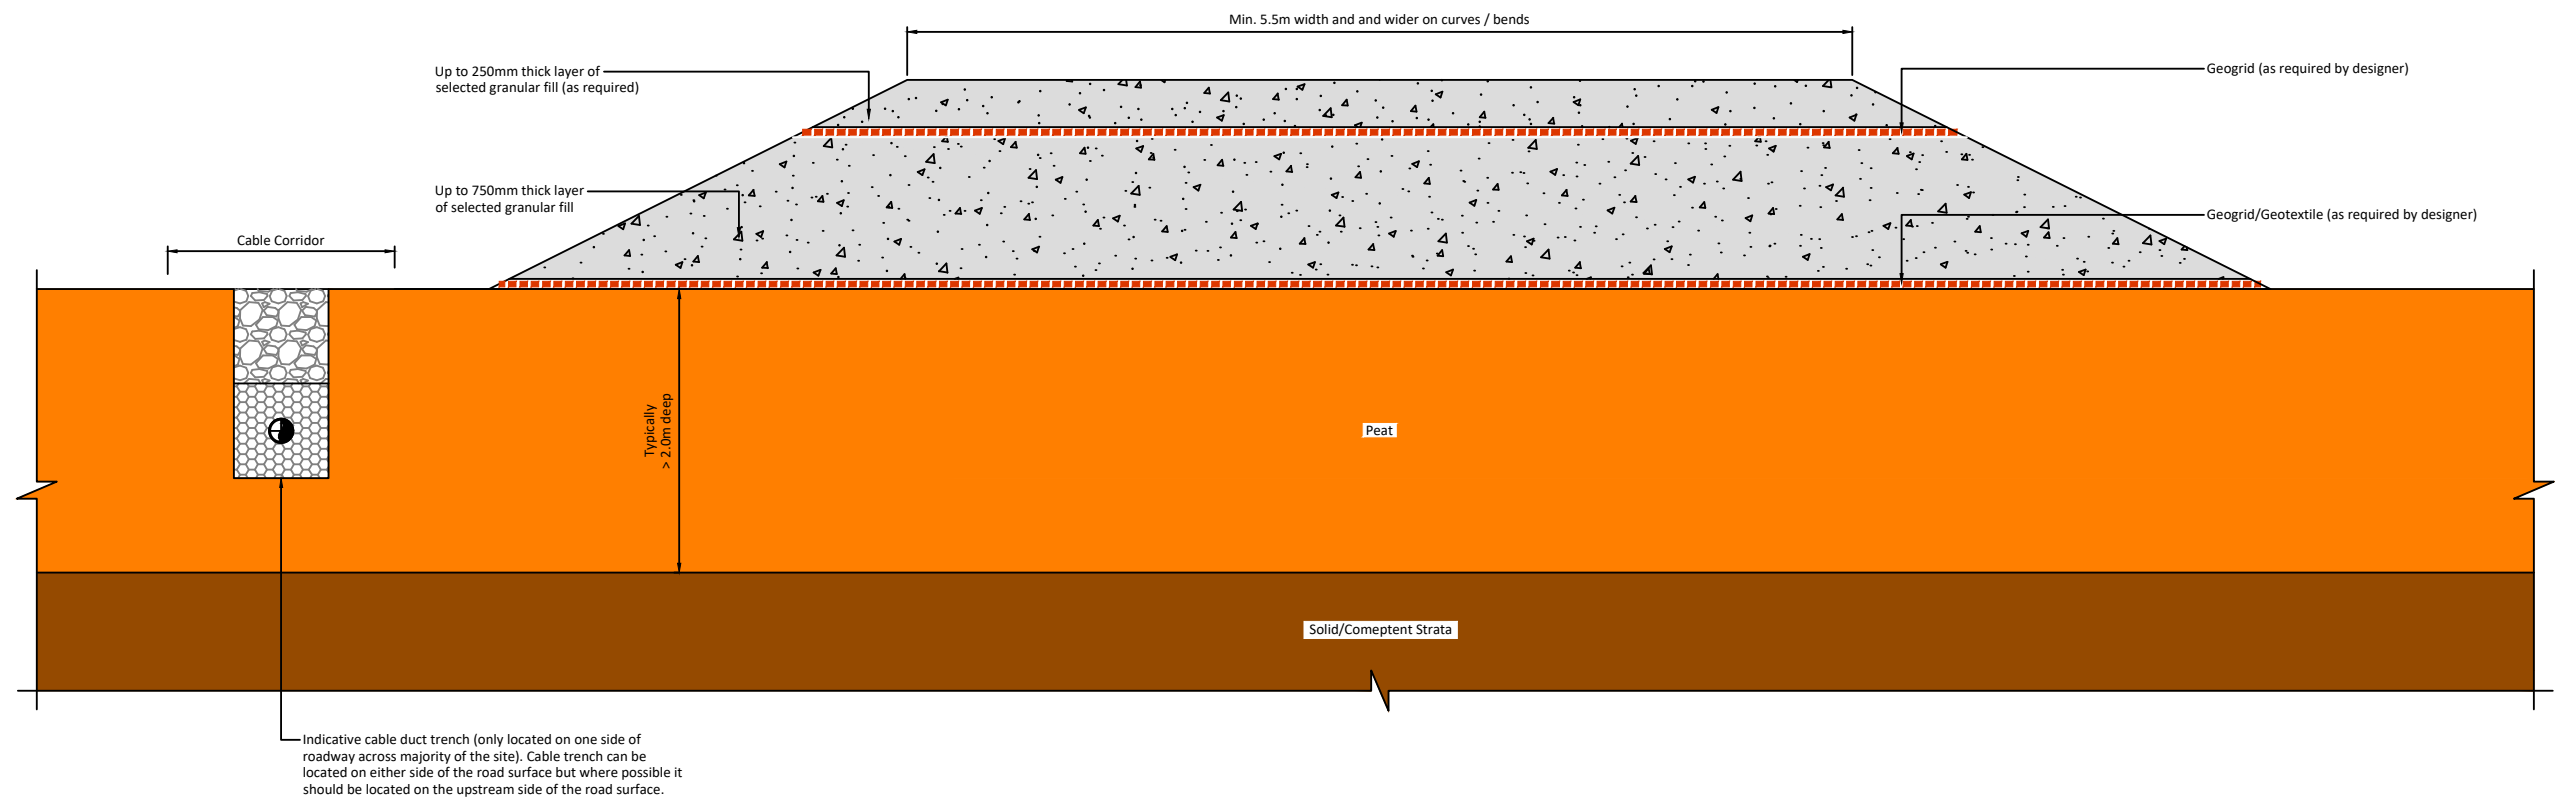 Min. 5.5m width and and wider on curves / bends
Up to 250mm thick layer of
selected granular fill (as required)
Geogrid (as required by designer)
Up to 750mm thick layer
of selected granular fill
Geogrid/Geotextile (as required by designer)
Cable Corridor
Typically
> 2.0m deep
Peat
Solid/Comeptent Strata
Indicative cable duct trench (only located on one side of
roadway across majority of the site). Cable trench can be
located on either side of the road surface but where possible it
should be located on the upstream side of the road surface.